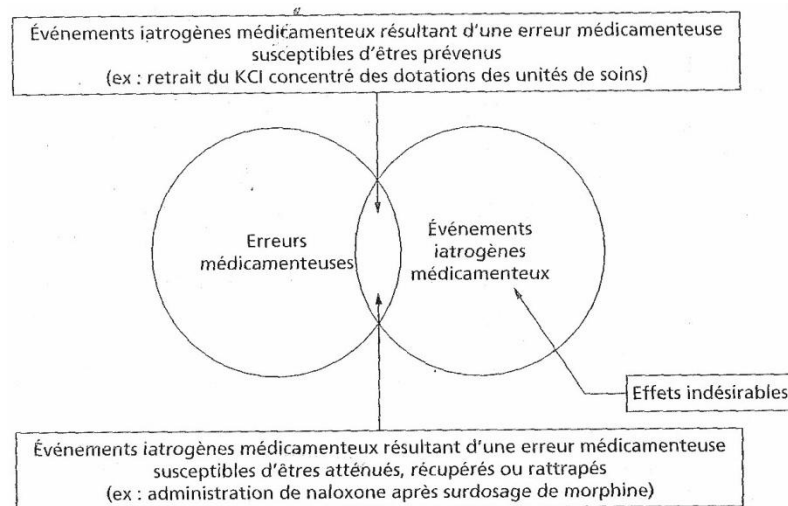 Événements iatrogènes médicamenteux résultant d'une erreur médicamenteuse
susceptibles d'êtres prévenus
(ex : retrait du KCl concentré des dotations des unités de soins)
Erreurs
médicamenteuses
Événements
iatrogènes
médicamenteux
Effets indésirables
Événements iatrogènes médicamenteux résultant d'une erreur médicamenteuse
susceptibles d'êtres atténués, récupérés ou rattrapés
(ex : administration de naloxone après surdosage de morphine)